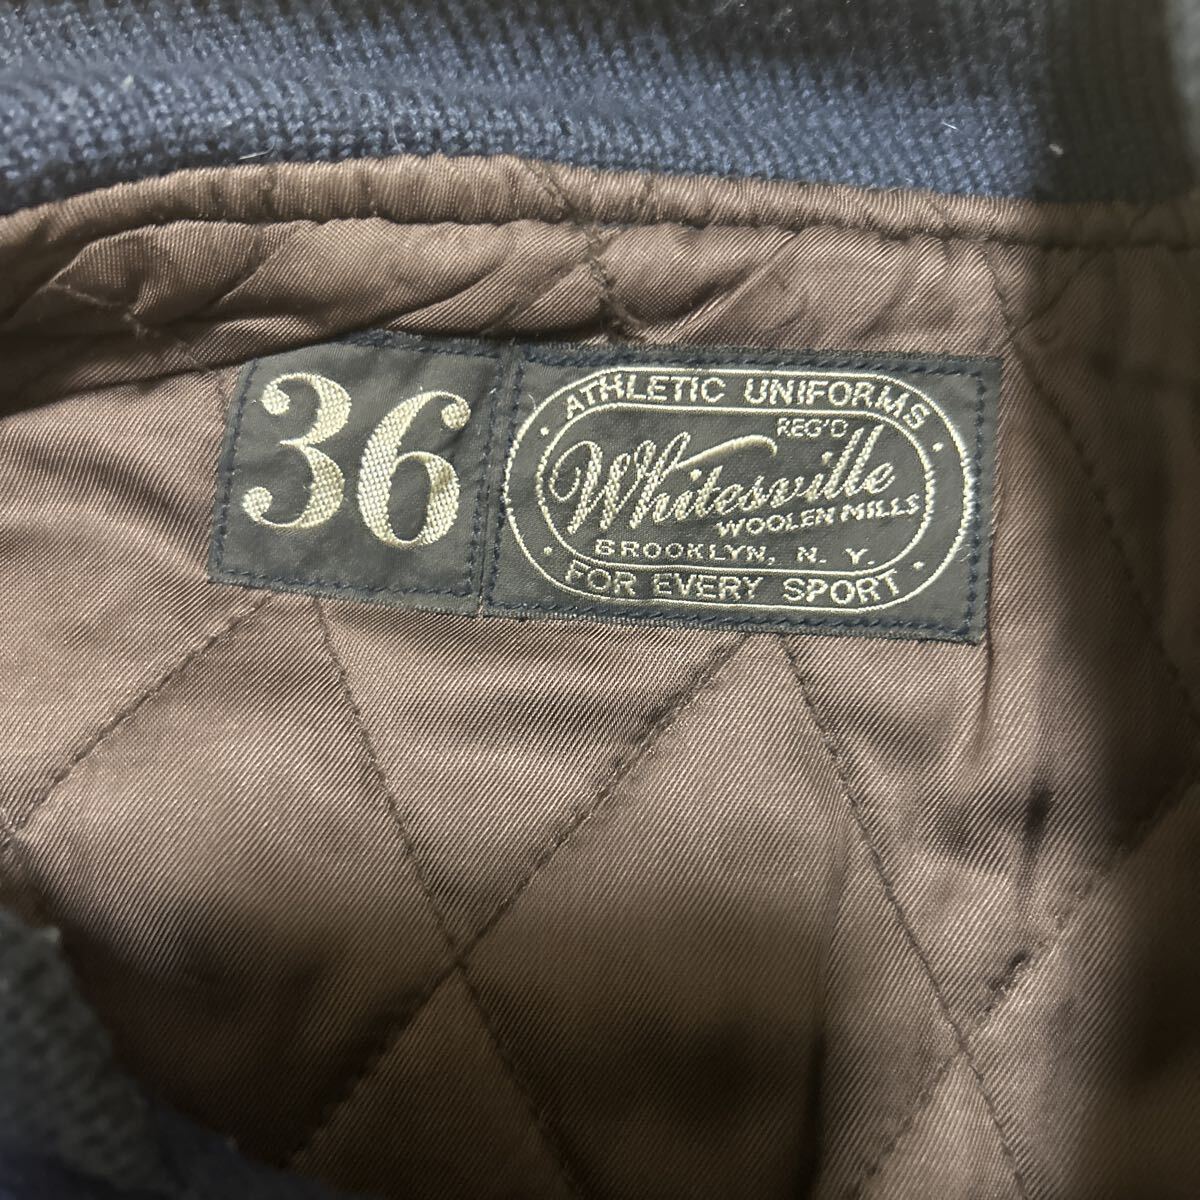 36
ATHLETIC UNIFORMS
REG'D
Whitesville
WOOLEN MILLS
BROOKLYN, N. Y.
FOR EVERY SPORT